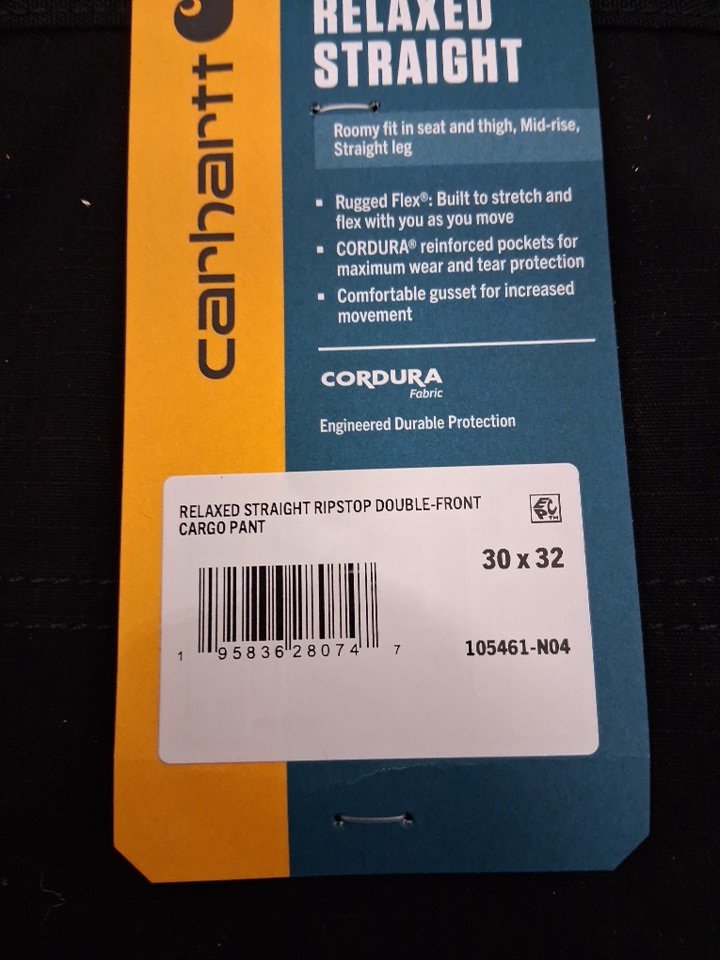 carhartt
RELAXED
STRAIGHT
Roomy fit in seat and thigh, Mid-rise,
Straight leg
▪ Rugged Flex®: Built to stretch and
flex with you as you move
▪ CORDURA® reinforced pockets for
maximum wear and tear protection
▪ Comfortable gusset for increased
movement
CORDURA
Fabric
Engineered Durable Protection
RELAXED STRAIGHT RIPSTOP DOUBLE-FRONT
CARGO PANT
EPC™
30 x 32
1 95836 28074 7
105461-N04